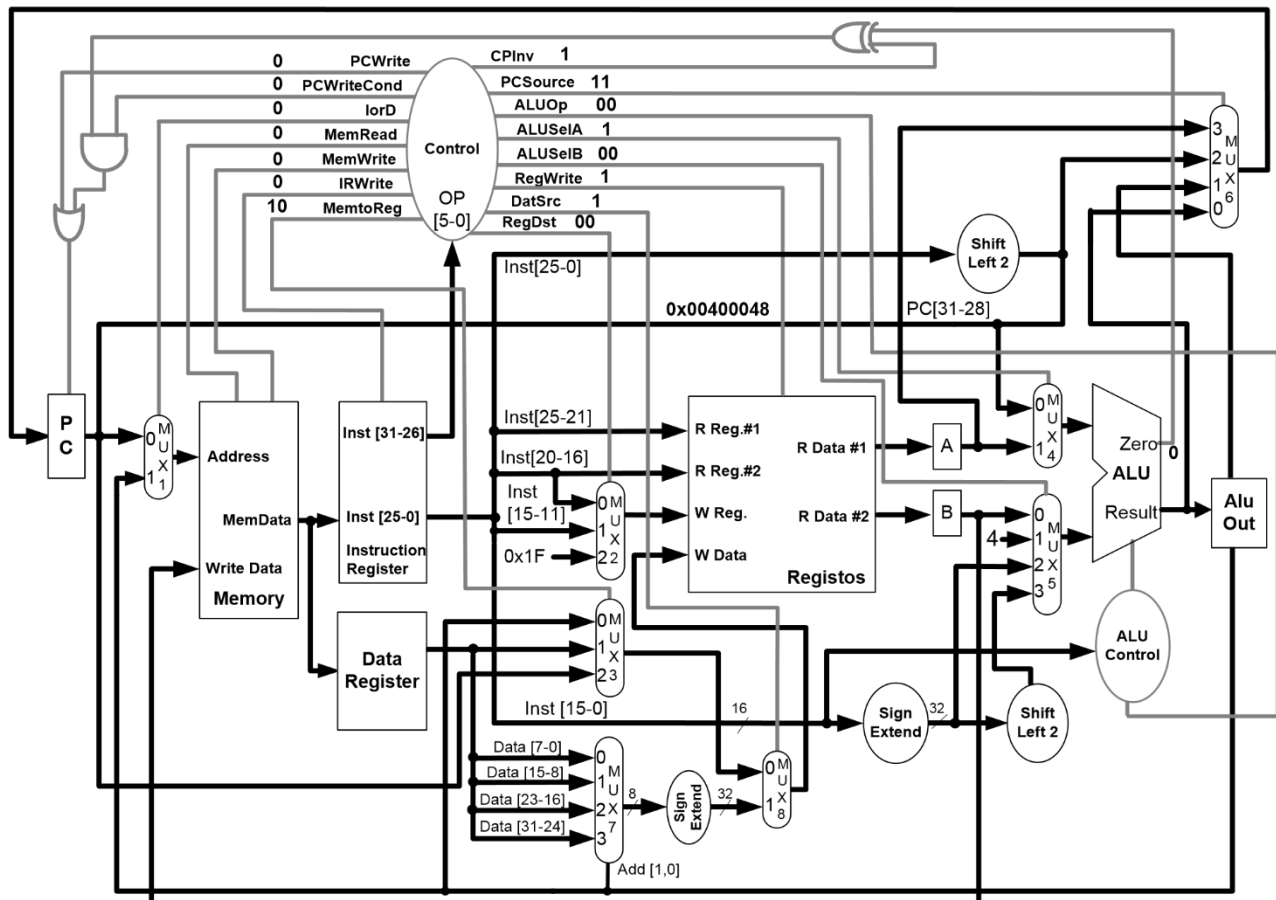 0 PCWrite
0 PCWriteCond
0 IorD
0 MemRead
0 MemWrite
0 IRWrite
10 MemtoReg
Control
OP
[5-0]
CPInv 1
PCSource 11
ALUOp 00
ALUSelA 1
ALUSelB 00
RegWrite 1
DatSrc 1
RegDst 00
3
2
1
0
M
U
X
6
Inst[25-0]
Shift
Left 2
0x00400048
PC[31-28]
P
C
0
1
M
U
X
1
Address
MemData
Write Data
Memory
Inst [31-26]
Inst [25-0]
Instruction
Register
Inst[25-21]
Inst[20-16]
Inst
[15-11]
0x1F
0
1
2
M
U
X
2
R Reg.#1
R Reg.#2
W Reg.
W Data
R Data #1
R Data #2
Registos
A
B
0
1
M
U
X
4
4
0
1
2
3
M
U
X
5
Zero
0
ALU
Result
Alu
Out
ALU
Control
Data
Register
0
1
2
M
U
X
3
Inst [15-0]
16
Sign
Extend
32
Shift
Left 2
Data [7-0]
Data [15-8]
Data [23-16]
Data [31-24]
0
1
2
3
M
U
X
7
8
Sign
Extend
32
0
1
M
U
X
8
Add [1,0]